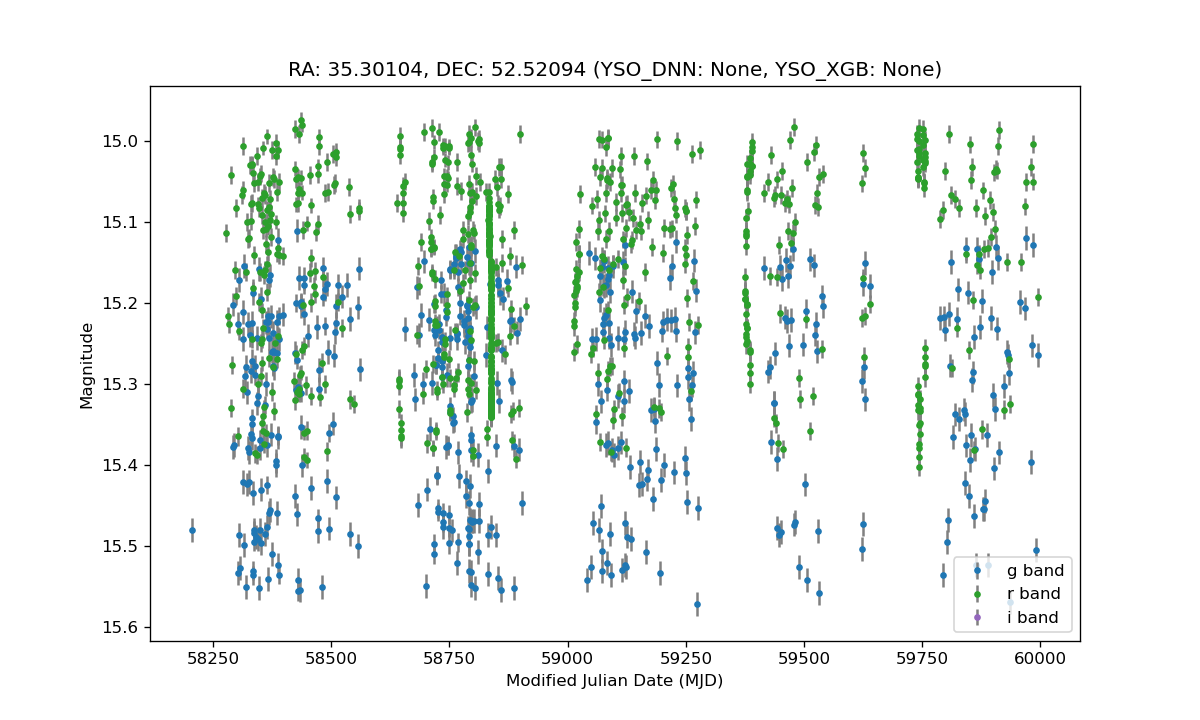 RA: 35.30104, DEC: 52.52094 (YSO_DNN: None, YSO_XGB: None)
Magnitude
15.0
15.1
15.2
15.3
15.4
15.5
15.6
g band
r band
i band
58250 58500 58750 59000 59250 59500 59750 60000
Modified Julian Date (MJD)